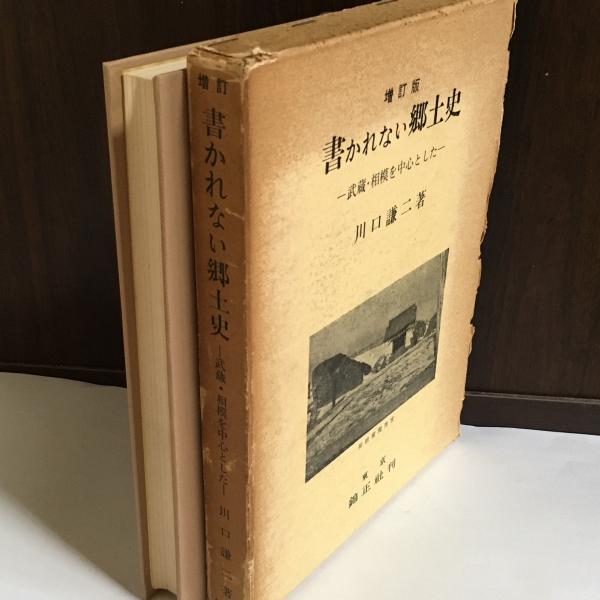 増訂
書かれない郷土史
―武蔵・相模を中心とした―
川口謙二著
増訂版
書かれない郷土史
―武蔵・相模を中心とした―
川口謙二著
東京
錦正社刊